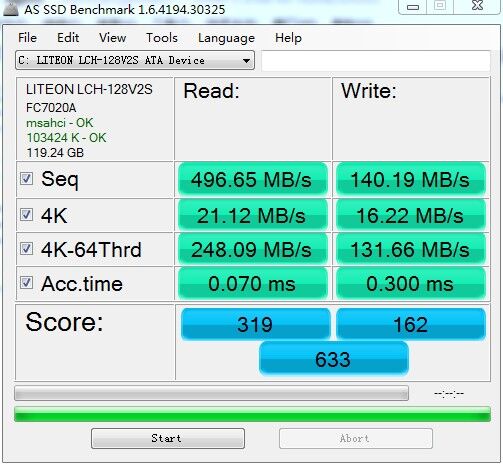 AS SSD Benchmark 1.6.4194.30325
File Edit View Tools Language Help
C: LITEON LCH-128V2S ATA Device
LITEON LCH-128V2S
FC7020A
msahci - OK
103424 K - OK
119.24 GB
Read: Write:
Seq 496.65 MB/s 140.19 MB/s
4K 21.12 MB/s 16.22 MB/s
4K-64Thrd 248.09 MB/s 131.66 MB/s
Acc.time 0.070 ms 0.300 ms
Score: 319 162
633
--:--:--
Start Abort